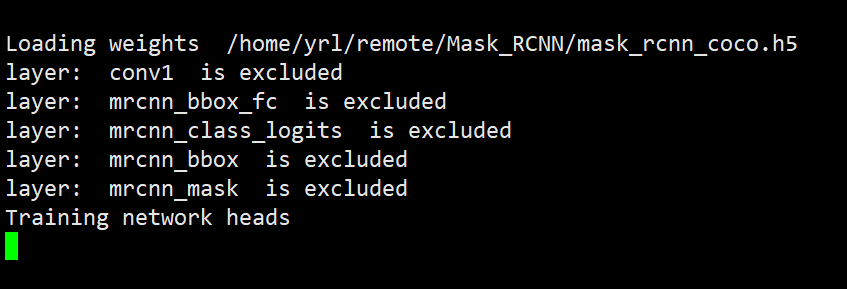 Loading weights  /home/yrl/remote/Mask_RCNN/mask_rcnn_coco.h5
layer:  conv1  is excluded
layer:  mrcnn_bbox_fc  is excluded
layer:  mrcnn_class_logits  is excluded
layer:  mrcnn_bbox  is excluded
layer:  mrcnn_mask  is excluded
Training network heads